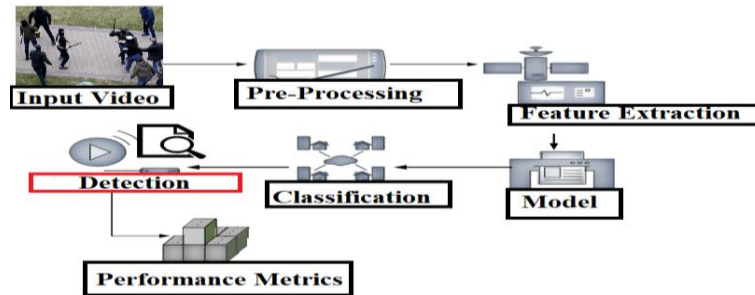 Input Video
Pre-Processing
Feature Extraction
Model
Classification
Detection
Performance Metrics